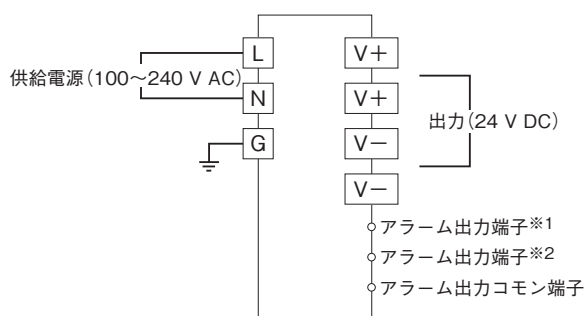 供給電源(100～240 V AC)
L
N
G
V+
V+
V−
V−
出力(24 V DC)
アラーム出力端子※1
アラーム出力端子※2
アラーム出力コモン端子